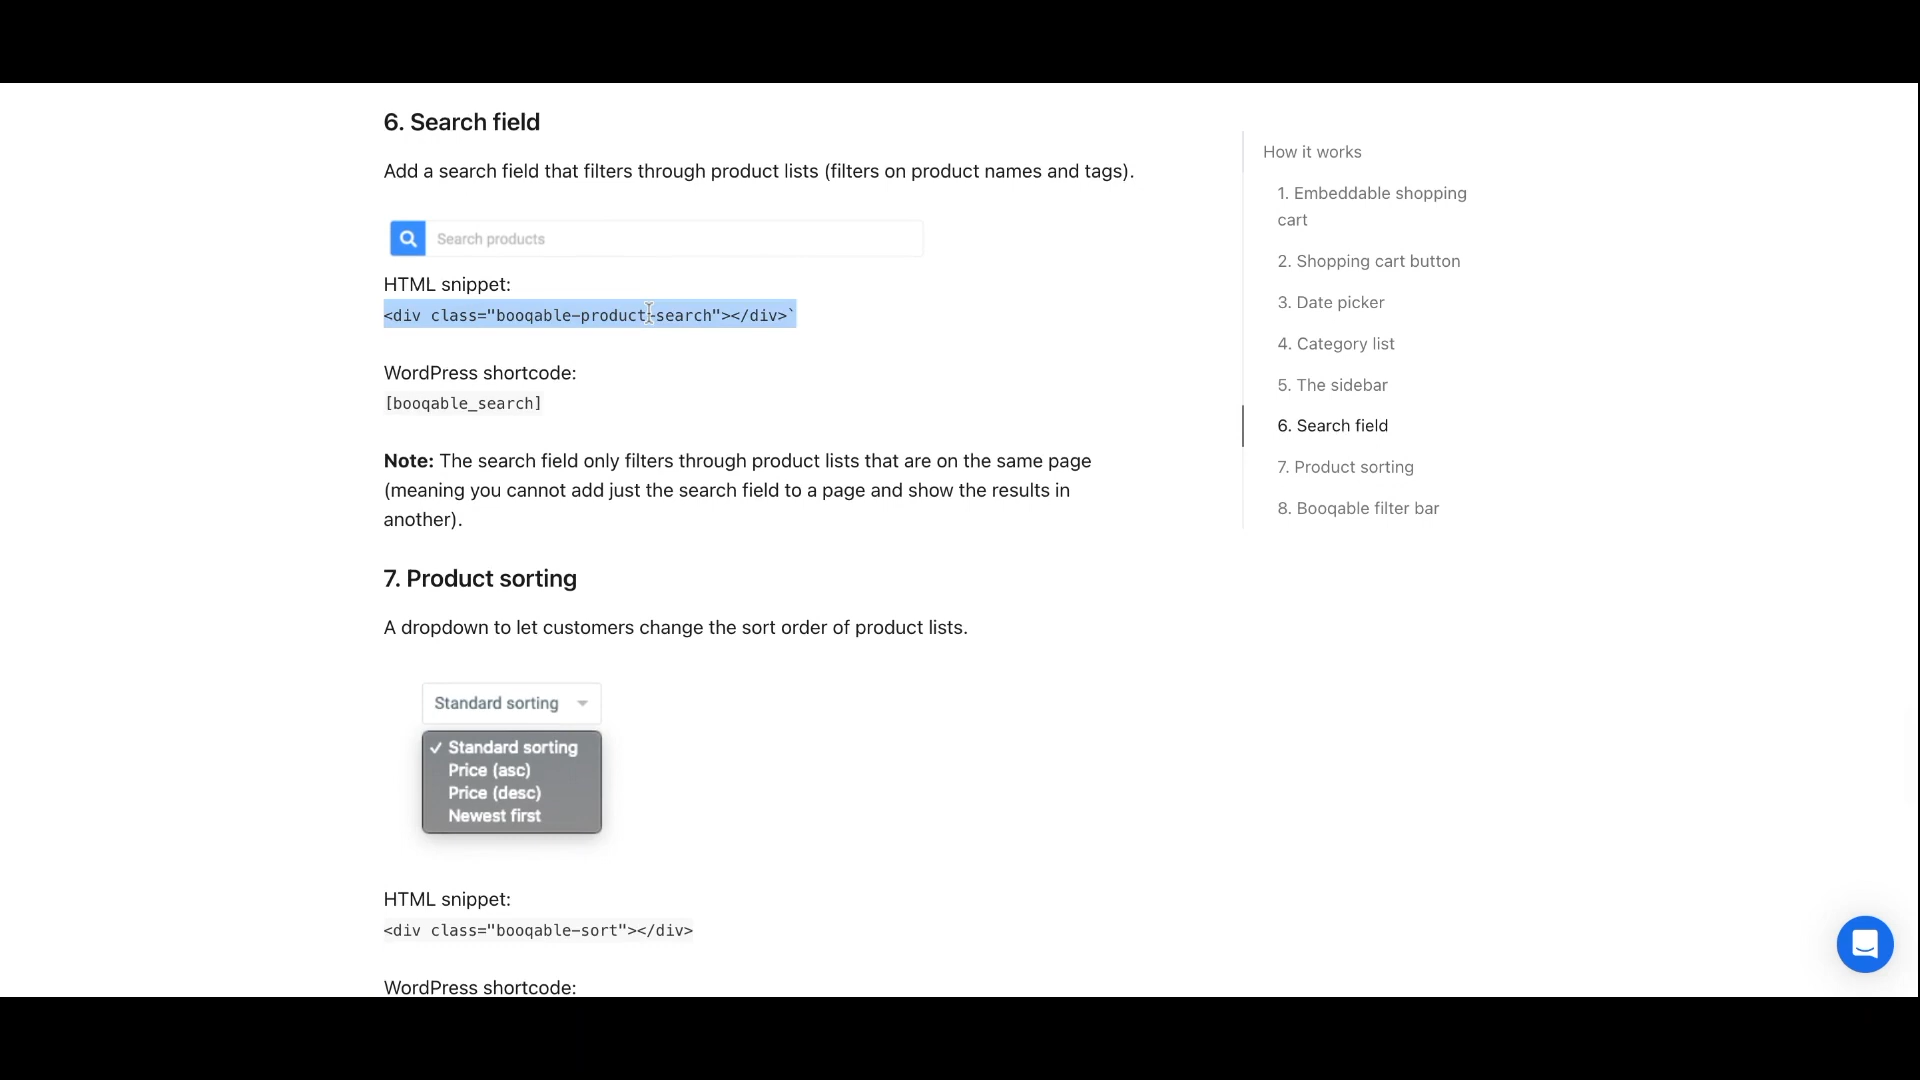 6. Search field
Add a search field that filters through product lists (filters on product names and tags).
Search products
HTML snippet:
<div class="booqable-product-search"></div>`
WordPress shortcode:
[booqable_search]
Note: The search field only filters through product lists that are on the same page
(meaning you cannot add just the search field to a page and show the results in
another).
7. Product sorting
A dropdown to let customers change the sort order of product lists.
Standard sorting
✓ Standard sorting
Price (asc)
Price (desc)
Newest first
HTML snippet:
<div class="booqable-sort"></div>
WordPress shortcode:
How it works
1. Embeddable shopping
cart
2. Shopping cart button
3. Date picker
4. Category list
5. The sidebar
6. Search field
7. Product sorting
8. Booqable filter bar